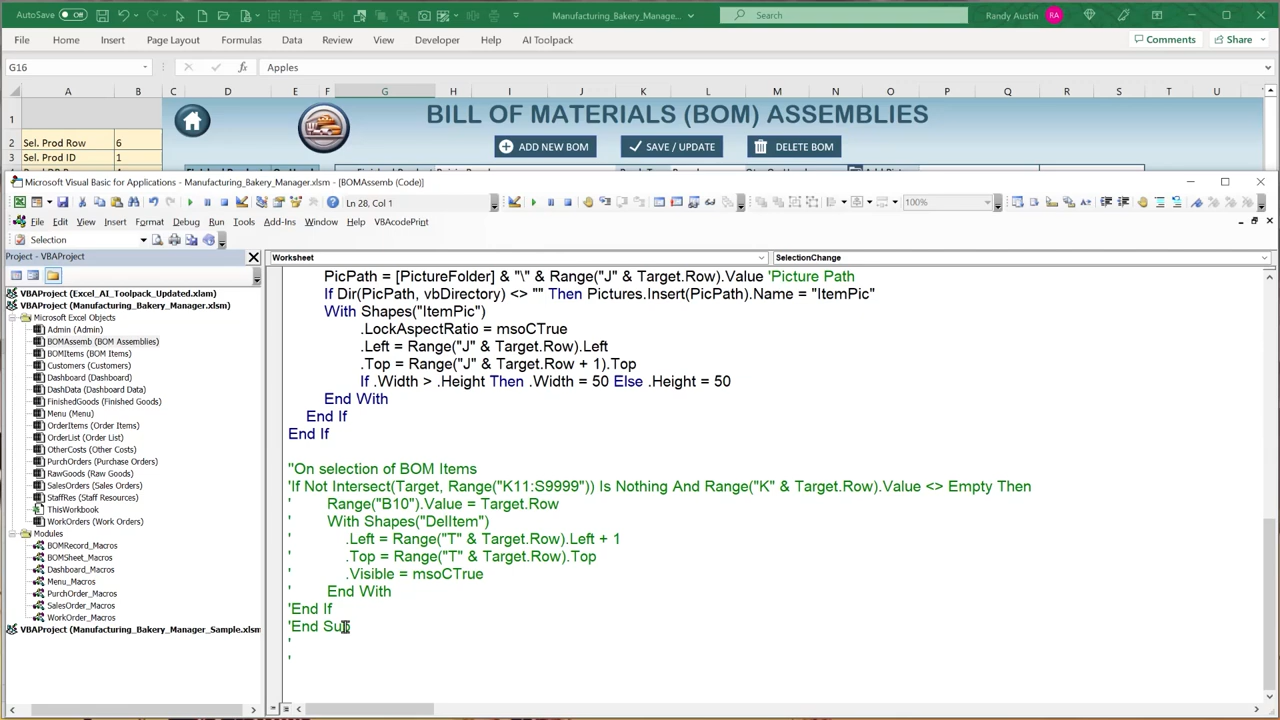 AutoSave Off
Manufacturing_Bakery_Manage...
Search
Randy Austin RA
File Home Insert Page Layout Formulas Data Review View Developer Help AI Toolpack
Comments Share
G16 fx Apples
A B C D E F G H I J K L M N O P Q R S T U
1 BILL OF MATERIALS (BOM) ASSEMBLIES
2 Sel. Prod Row 6 ADD NEW BOM SAVE / UPDATE DELETE BOM
3 Sel. Prod ID 1
Microsoft Visual Basic for Applications - Manufacturing_Bakery_Manager.xlsm - [BOMAssemb (Code)]
Ln 28, Col 1
100%
File Edit View Insert Format Debug Run Tools Add-Ins Window Help VBAcodePrint
Selection
Project - VBAProject
Worksheet SelectionChange
VBAProject (Excel_AI_Toolpack_Updated.xlam)
VBAProject (Manufacturing_Bakery_Manager.xlsm)
Microsoft Excel Objects
Admin (Admin)
BOMAssemb (BOM Assemblies)
BOMItems (BOM Items)
Customers (Customers)
Dashboard (Dashboard)
DashData (Dashboard Data)
FinishedGoods (Finished Goods)
Menu (Menu)
OrderItems (Order Items)
OrderList (Order List)
OtherCosts (Other Costs)
PurchOrders (Purchase Orders)
RawGoods (Raw Goods)
SalesOrders (Sales Orders)
StaffRes (Staff Resources)
ThisWorkbook
WorkOrders (Work Orders)
Modules
BOMRecord_Macros
BOMSheet_Macros
Dashboard_Macros
Menu_Macros
PurchOrder_Macros
SalesOrder_Macros
WorkOrder_Macros
VBAProject (Manufacturing_Bakery_Manager_Sample.xlsm
PicPath = [PictureFolder] & "\" & Range("J" & Target.Row).Value 'Picture Path
If Dir(PicPath, vbDirectory) <> "" Then Pictures.Insert(PicPath).Name = "ItemPic"
With Shapes("ItemPic")
.LockAspectRatio = msoCTrue
.Left = Range("J" & Target.Row).Left
.Top = Range("J" & Target.Row + 1).Top
If .Width > .Height Then .Width = 50 Else .Height = 50
End With
End If
End If
''On selection of BOM Items
'If Not Intersect(Target, Range("K11:S9999")) Is Nothing And Range("K" & Target.Row).Value <> Empty Then
' Range("B10").Value = Target.Row
' With Shapes("DelItem")
' .Left = Range("T" & Target.Row).Left + 1
' .Top = Range("T" & Target.Row).Top
' .Visible = msoCTrue
' End With
'End If
'End Sub
'
'